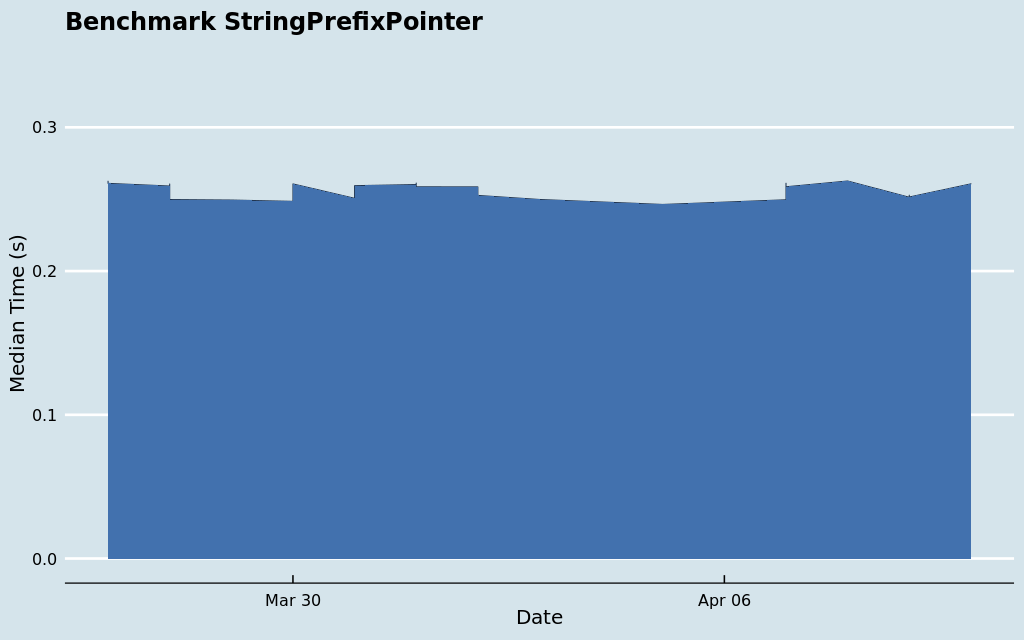 Benchmark StringPrefixPointer
0.3
0.2
0.1
0.0
Median Time (s)
Mar 30
Apr 06
Date